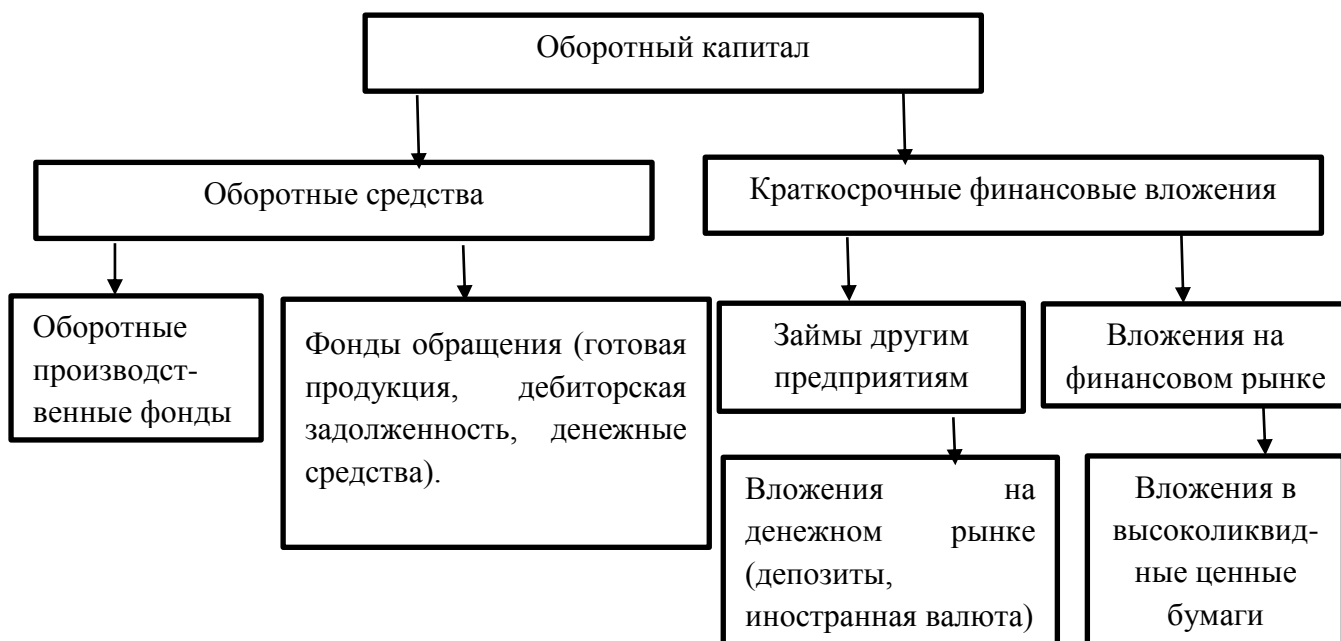 Оборотный капитал
Оборотные средства
Краткосрочные финансовые вложения
Оборотные
производст-
венные фонды
Фонды обращения (готовая
продукция, дебиторская
задолженность, денежные
средства).
Займы другим
предприятиям
Вложения на
финансовом рынке
Вложения на
денежном рынке
(депозиты,
иностранная валюта)
Вложения в
высоколиквид-
ные ценные
бумаги